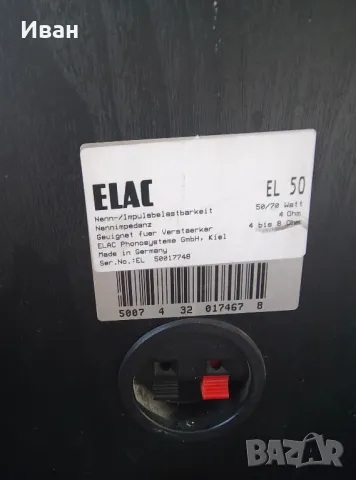 Иван
ELAC EL 50
Nenn-/Impulsbelastbarkeit 50/70 Watt
Nennimpedanz 4 Ohm
Geuignet fuer Verstaerker 4 bis 8 Ohm
ELAC Phonosysteme GmbH, Kiel
Made in Germany
Ser.No.:EL 50017748
5007 4 32 017467 8
BAZAR